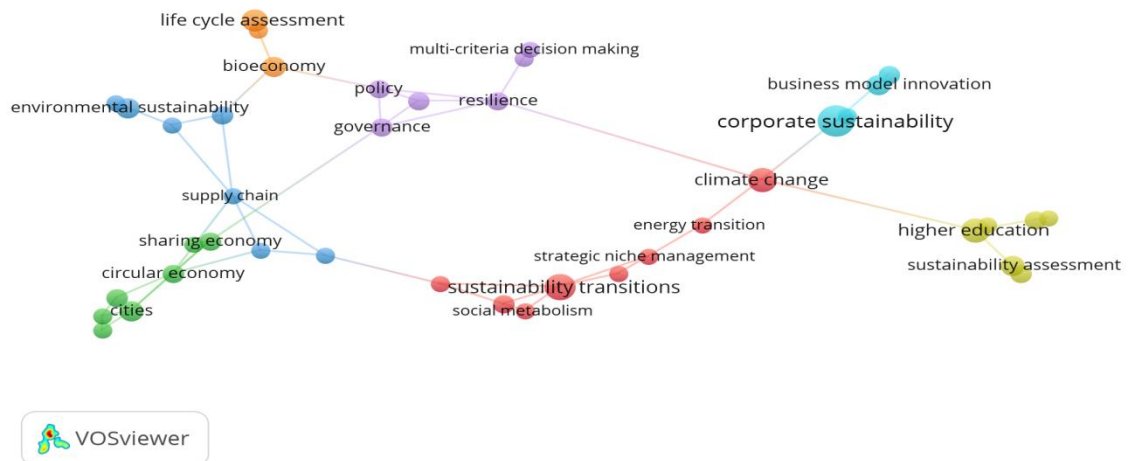 life cycle assessment
multi-criteria decision making
bioeconomy
business model innovation
policy
environmental sustainability
resilience
corporate sustainability
governance
climate change
supply chain
energy transition
higher education
sharing economy
strategic niche management
sustainability assessment
circular economy
sustainability transitions
cities
social metabolism
VOSviewer